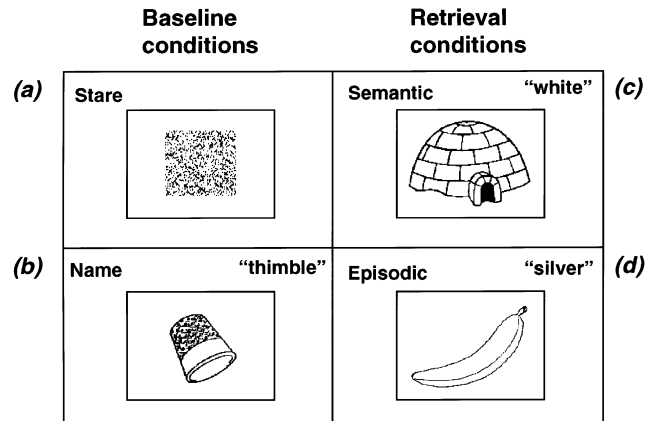 Baseline
conditions
Retrieval
conditions
(a)
Stare
Semantic
“white”
(c)
(b)
Name
“thimble”
Episodic
“silver”
(d)